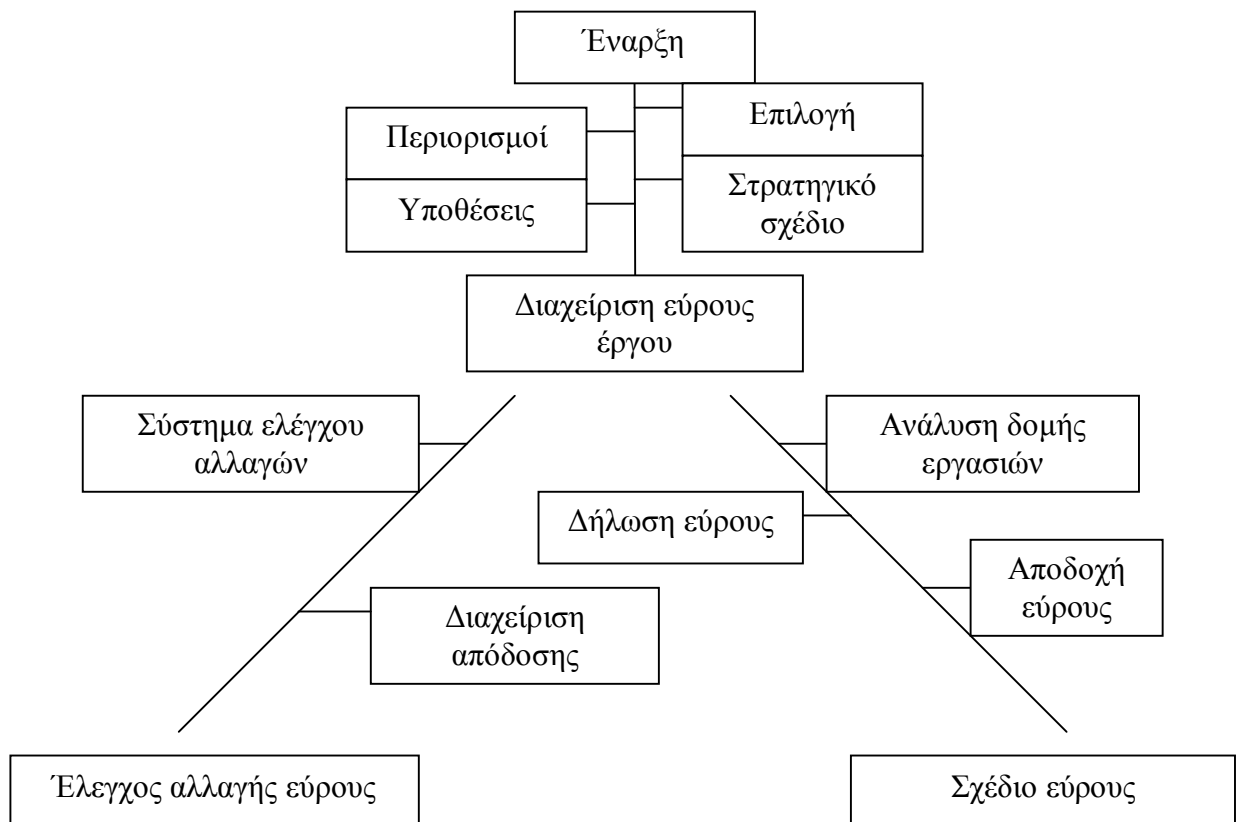 Έναρξη
Επιλογή
Περιορισμοί
Στρατηγικό
σχέδιο
Υποθέσεις
Διαχείριση εύρους
έργου
Σύστημα ελέγχου
αλλαγών
Ανάλυση δομής
εργασιών
Δήλωση εύρους
Αποδοχή
εύρους
Διαχείριση
απόδοσης
Έλεγχος αλλαγής εύρους
Σχέδιο εύρους